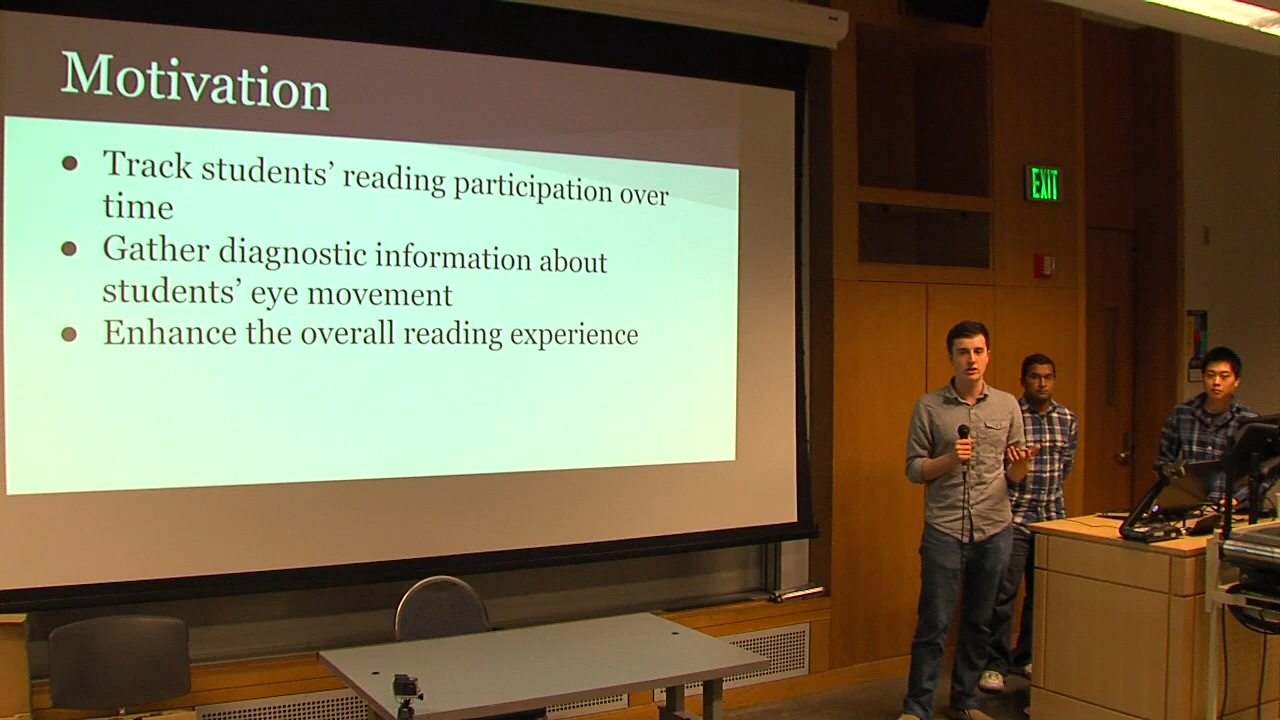 Motivation
● Track students’ reading participation over
time
● Gather diagnostic information about
students’ eye movement
● Enhance the overall reading experience
EXIT